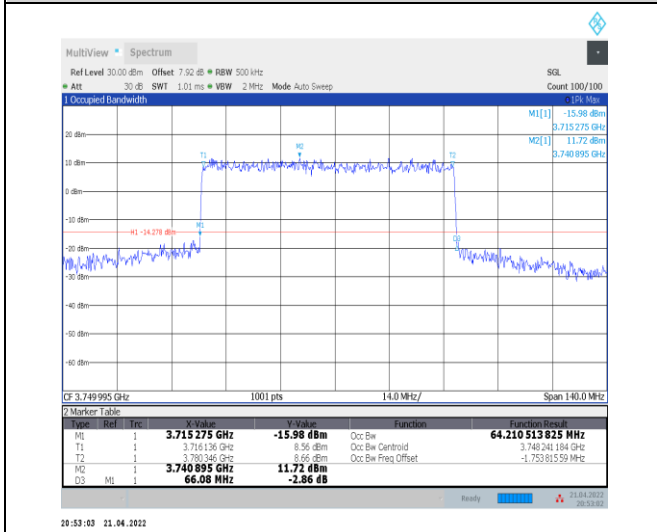 MultiView Spectrum
Ref Level 30.00 dBm Offset 7.92 dB RBW 500 kHz SGL
Att 30 dB SWT 1.01 ms VBW 2 MHz Mode Auto Sweep Count 100/100
1 Occupied Bandwidth 1Pk Max
M1[1] -15.98 dBm
3.715 275 GHz
M2[1] 11.72 dBm
3.740 895 GHz
20 dBm
M2
T1 T2
10 dBm
0 dBm
-10 dBm
M1
H1 -14.278 dBm
D3
-20 dBm
-30 dBm
-40 dBm
-50 dBm
-60 dBm
CF 3.749 995 GHz 1001 pts 14.0 MHz/ Span 140.0 MHz
2 Marker Table
Type Ref Trc X-Value Y-Value Function Function Result
M1 1 3.715 275 GHz -15.98 dBm Occ Bw 64.210 513 825 MHz
T1 1 3.716 136 GHz 8.56 dBm Occ Bw Centroid 3.748 241 184 GHz
T2 1 3.780 346 GHz 8.66 dBm Occ Bw Freq Offset -1.753 815 59 MHz
M2 1 3.740 895 GHz 11.72 dBm
D3 M1 1 66.08 MHz -2.86 dB
Ready 21.04.2022
20:53:02
20:53:03 21.04.2022